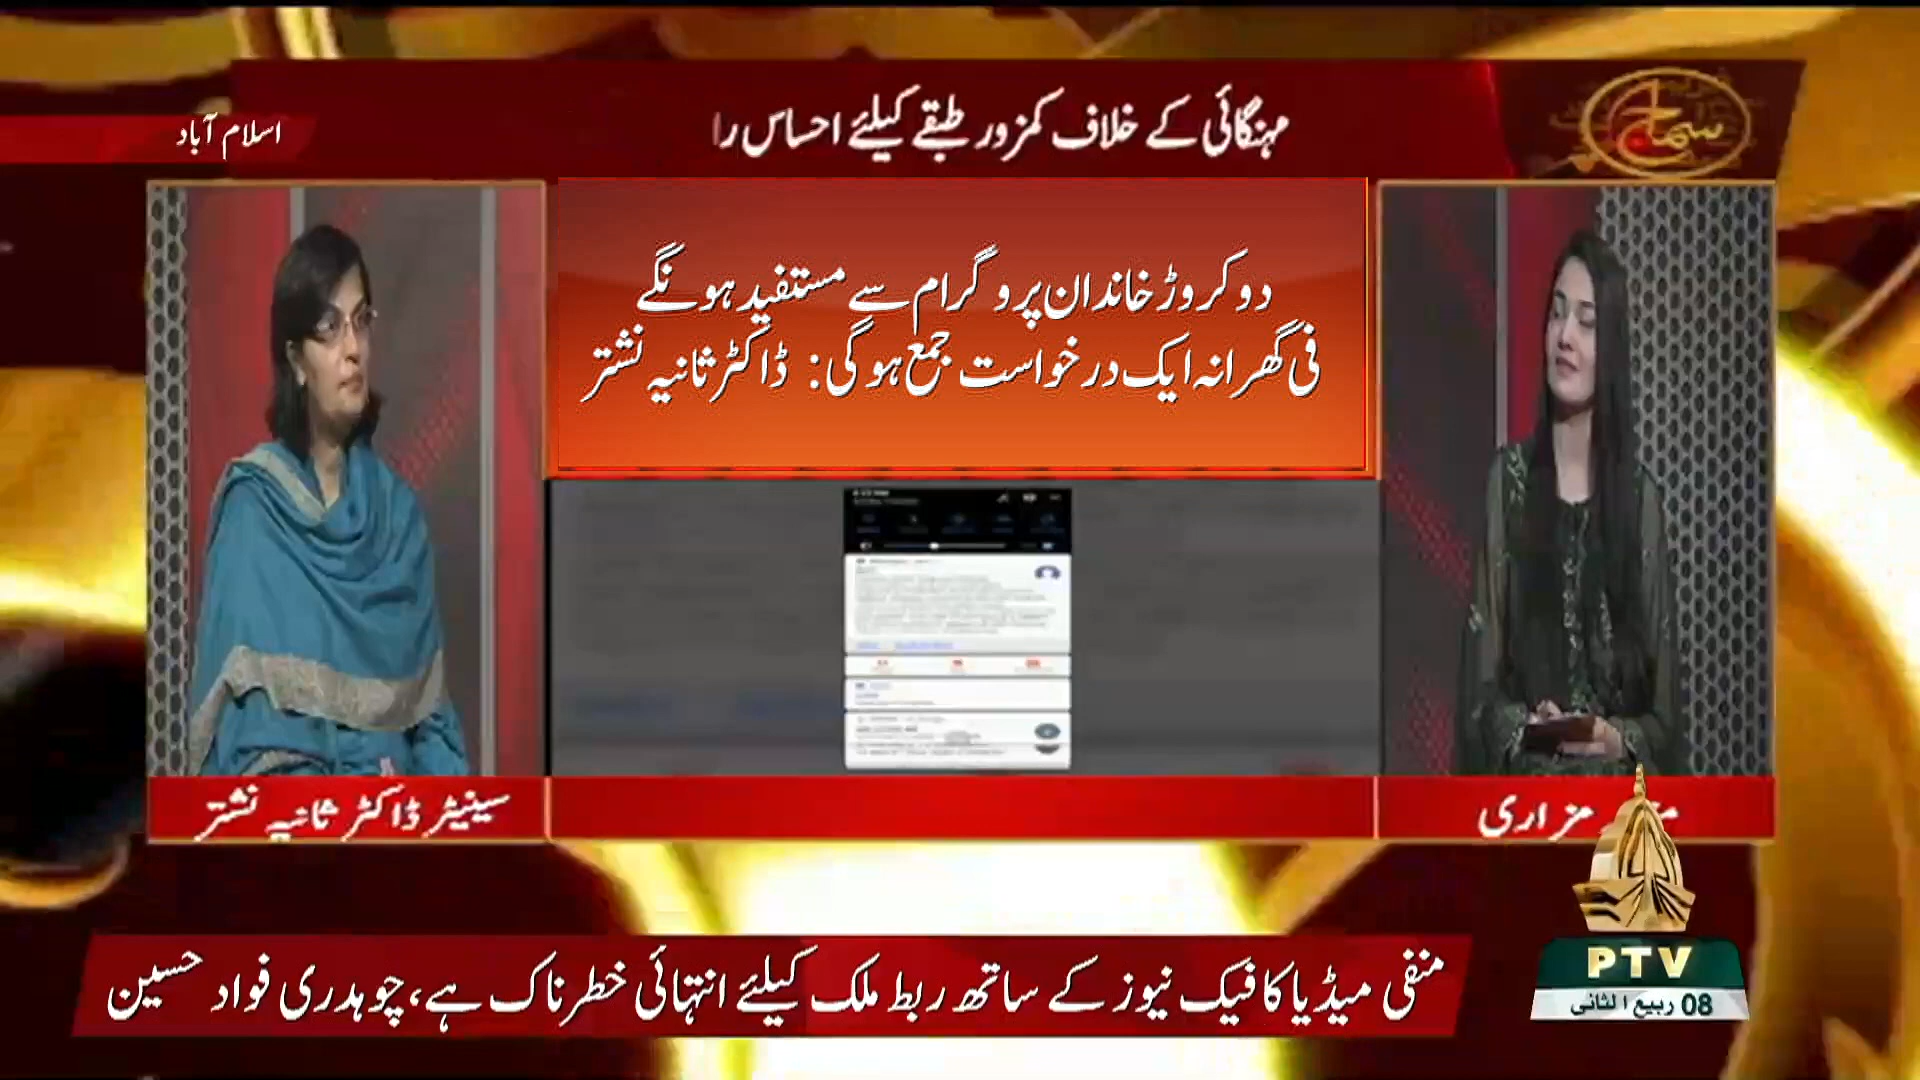 مہنگائی کے خلاف کمزور طبقے کیلئے احساس را
سماج
اسلام آباد
دو کروڑ خاندان پروگرام سے مستفید ہونگے
فی گھرانہ ایک درخواست جمع ہوگی: ڈاکٹر ثانیہ نشتر
مزاری
سینیٹر ڈاکٹر ثانیہ نشتر
PTV
08 ربیع الثانی
منفی میڈیا کا فیک نیوز کے ساتھ ربط ملک کیلئے انتہائی خطرناک ہے، چوہدری فواد حسین